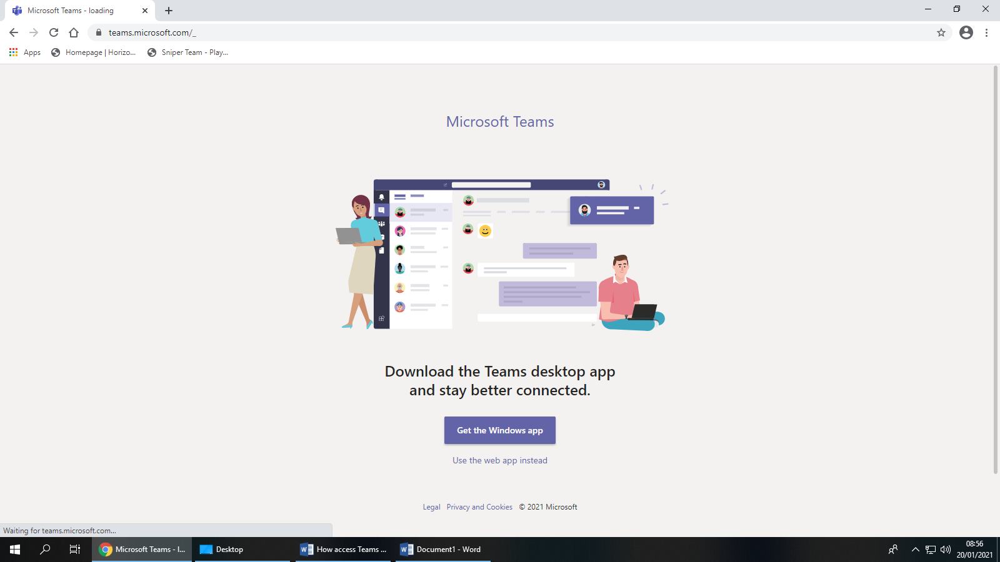 Microsoft Teams - loading
teams.microsoft.com/_
Apps
Homepage | Horizo...
Sniper Team - Play...
Microsoft Teams
Download the Teams desktop app
and stay better connected.
Get the Windows app
Use the web app instead
Legal Privacy and Cookies © 2021 Microsoft
Waiting for teams.microsoft.com...
Microsoft Teams - l...
Desktop
How access Teams ...
Document1 - Word
08:56
20/01/2021